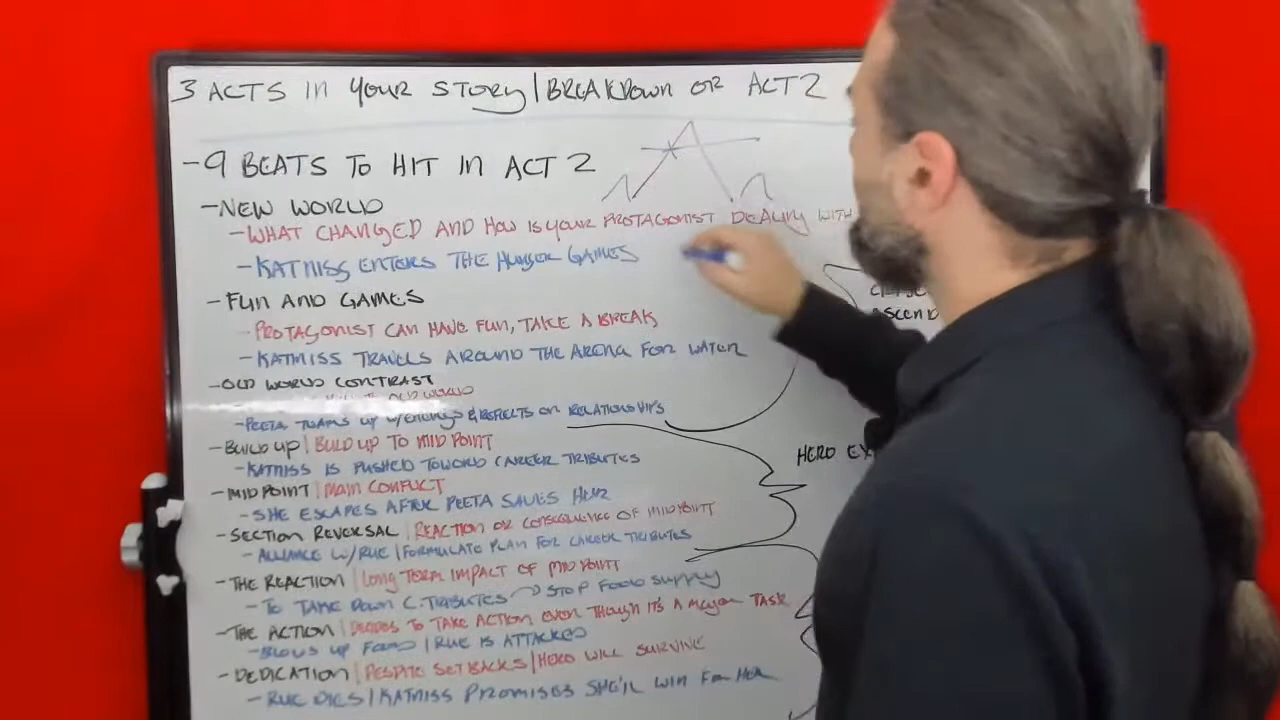 3 ACTS IN YOUR STORY | BREAKDOWN OR ACT 2
- 9 BEATS TO HIT IN ACT 2
- NEW WORLD
- WHAT CHANGED AND HOW IS YOUR PROTAGONIST DEALING WITH
- KATNISS ENTERS THE HUNGER GAMES
- FUN AND GAMES
- PROTAGONIST CAN HAVE FUN, TAKE A BREAK
- KATNISS TRAVELS AROUND THE ARENA FOR WATER
- OLD WORLD CONTRAST
OLD WORLD
- PEETA TEAMS UP W/ENEMYS & REFLECTS ON RELATIONSHIPS
- BUILD UP | BUILD UP TO MID POINT
- KATNISS IS PUSHED TOWORD CAREER TRIBUTES
HERO EX
- MIDPOINT | MAIN CONFLICT
- SHE ESCAPES AFTER PEETA SAVES HER
- SECTION REVERSAL | REACTION OR CONSEQUENCE OF MIDPOINT
- ALLIANCE W/RUE | FORMULATE PLAN FOR CAREER TRIBUTES
- THE REACTION | LONG TERM IMPACT OF MID POINT
- TO TAKE DOWN C.TRIBUTES → STOP FOOD SUPPLY
- THE ACTION | DECIDES TO TAKE ACTION EVEN THOUGH IT'S A MAJOR TASK
- BLOWS UP FOOD | RUE IS ATTACKED
- DEDICATION | DESPITE SETBACKS | HERO WILL SURVIVE
- RUE DIES | KATNISS PROMISES SHE'LL WIN FOR HER